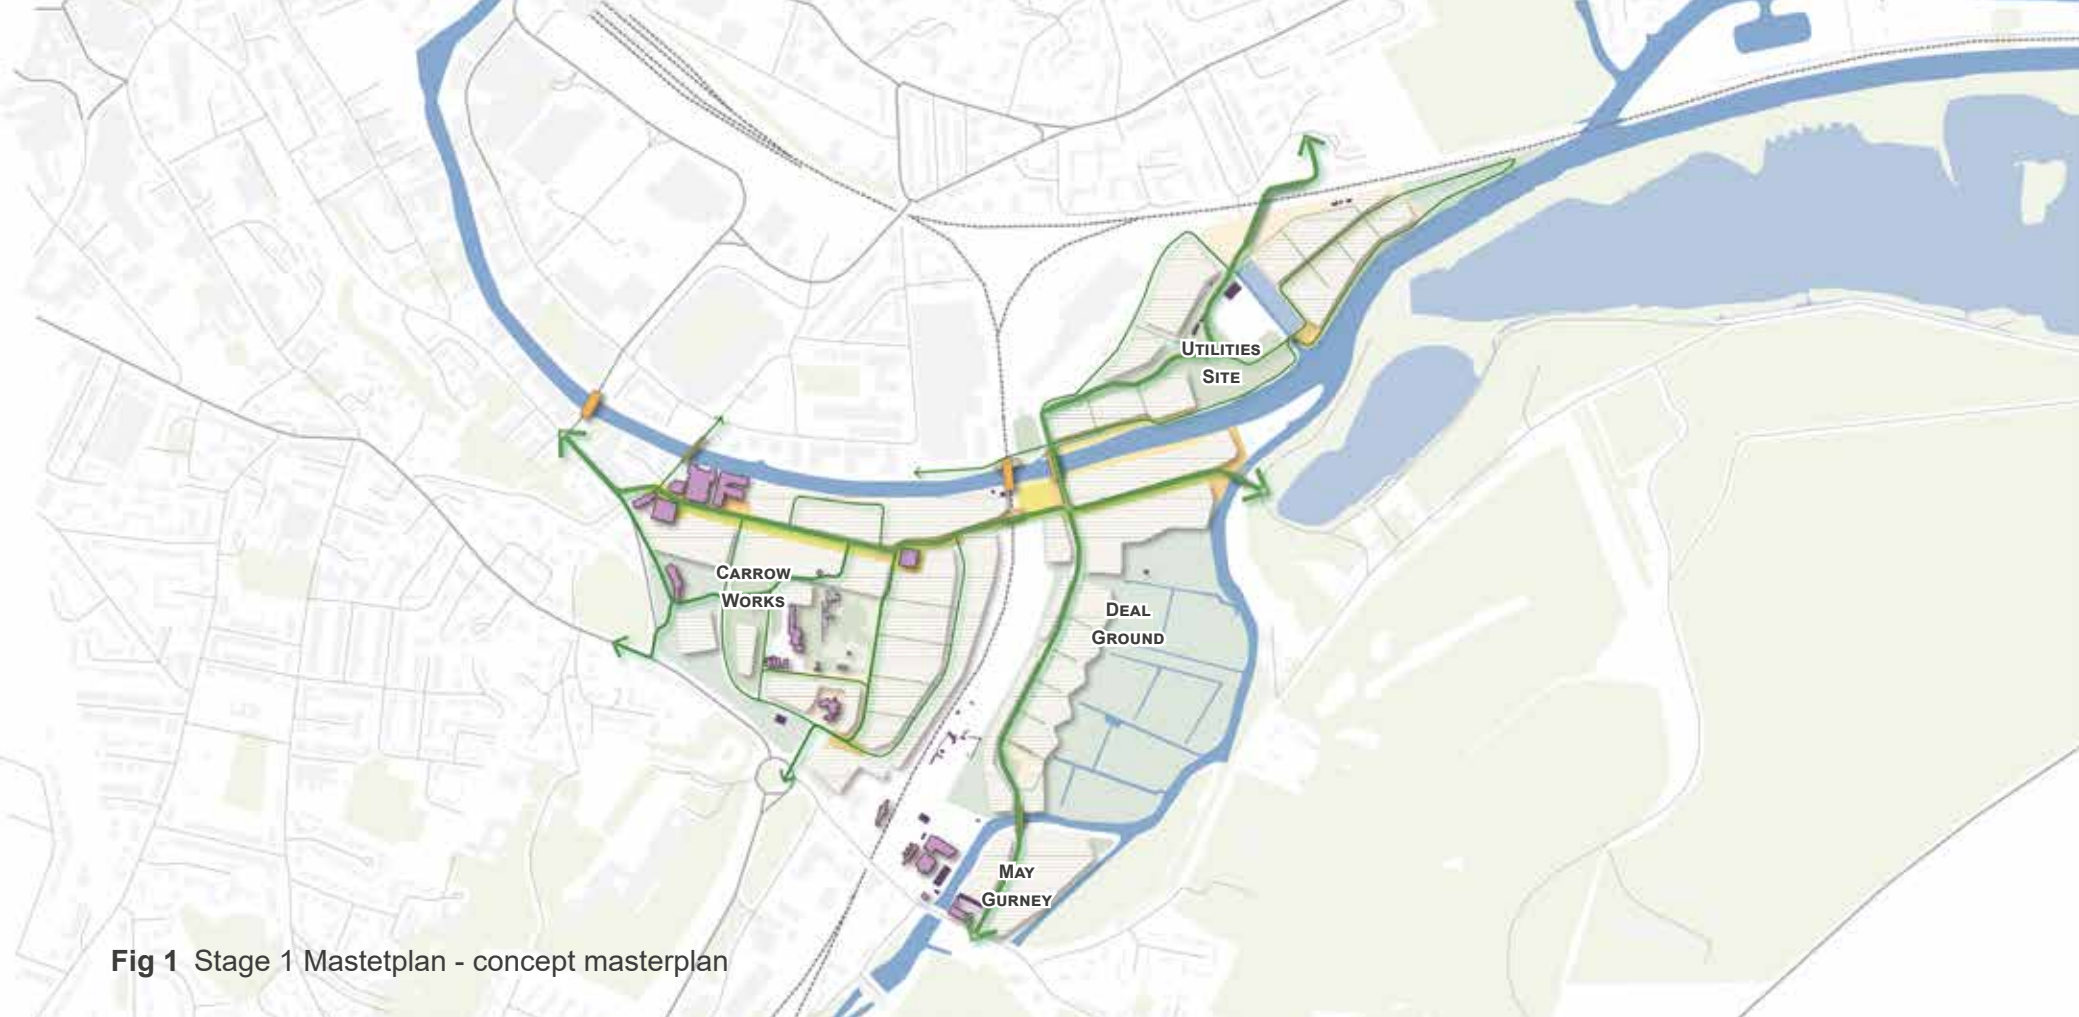 UTILITIES
SITE
CARROW
WORKS
DEAL
GROUND
MAY
GURNEY
Fig 1 Stage 1 Mastetplan - concept masterplan